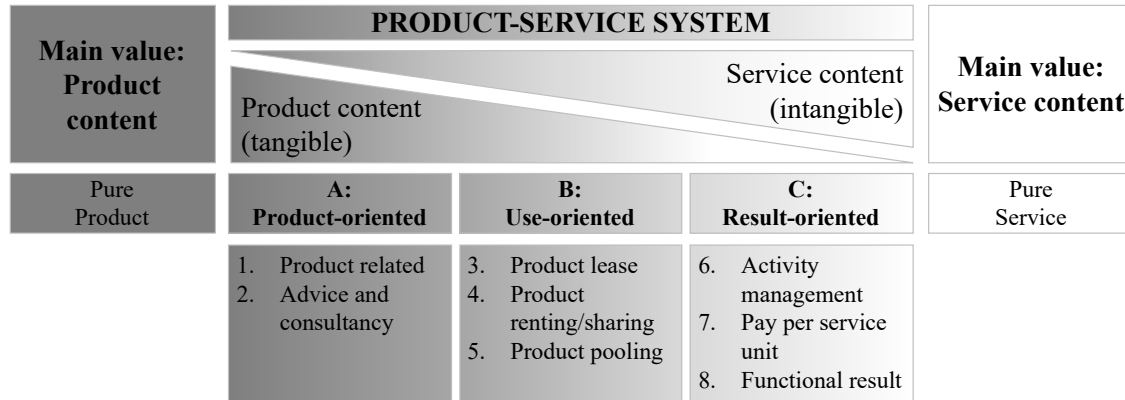 PRODUCT-SERVICE SYSTEM
Main value:
Product
content
Service content
(intangible)
Product content
(tangible)
Main value:
Service content
Pure
Product
A:
Product-oriented
B:
Use-oriented
C:
Result-oriented
Pure
Service
1. Product related
2. Advice and
consultancy
3. Product lease
4. Product
renting/sharing
5. Product pooling
6. Activity
management
7. Pay per service
unit
8. Functional result